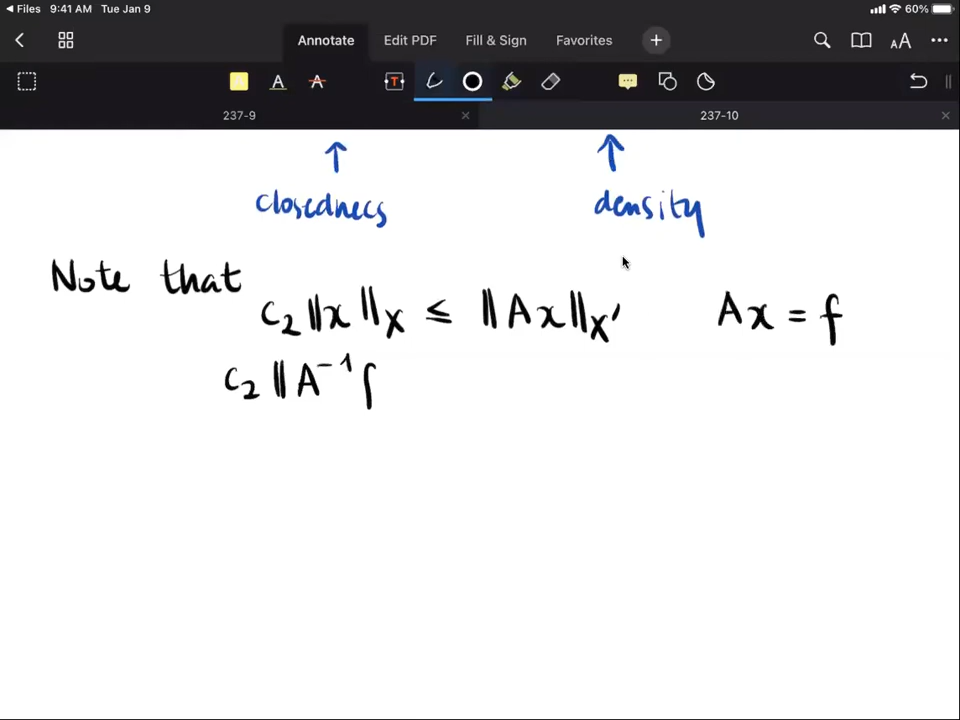 Files 9:41 AM Tue Jan 9 60%
Annotate Edit PDF Fill & Sign Favorites + AA
A A T
237-9 × 237-10 ×
↑ ↑
closedness density
Note that
c₂‖x‖_X ≤ ‖Ax‖_X′ Ax = f
c₂‖A⁻¹f